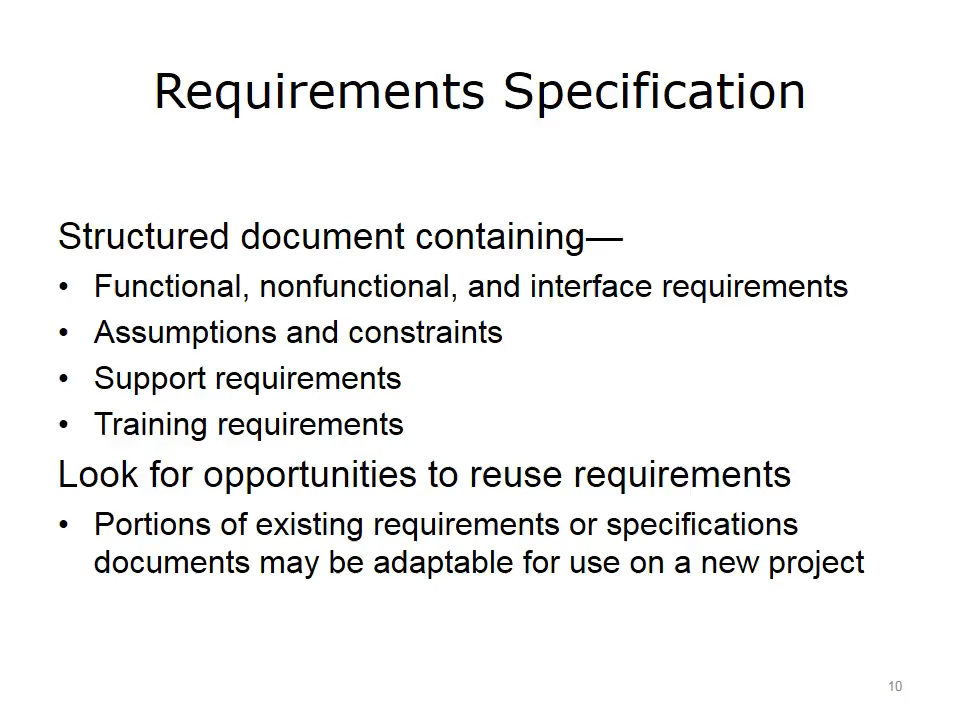 Requirements Specification
Structured document containing—
• Functional, nonfunctional, and interface requirements
• Assumptions and constraints
• Support requirements
• Training requirements
Look for opportunities to reuse requirements
• Portions of existing requirements or specifications
documents may be adaptable for use on a new project
10